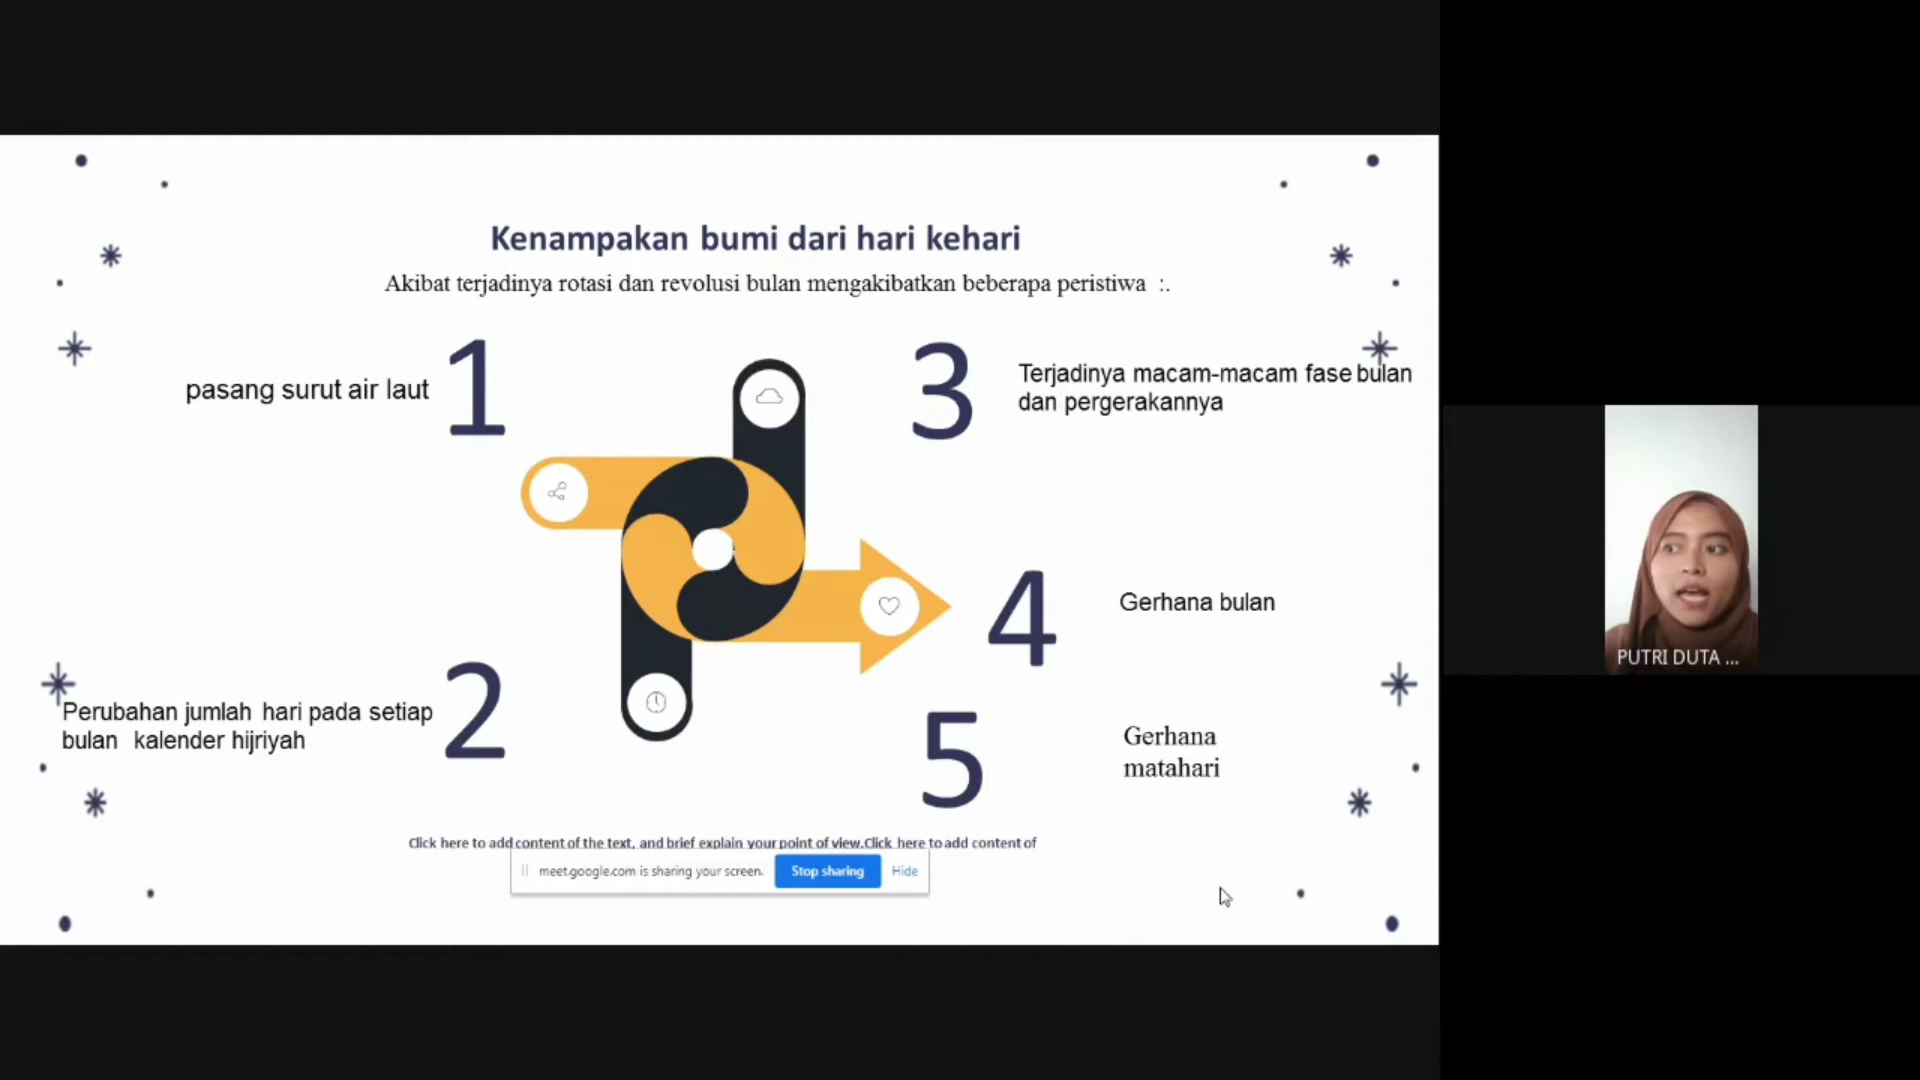 Kenampakan bumi dari hari kehari
Akibat terjadinya rotasi dan revolusi bulan mengakibatkan beberapa peristiwa :.
1
pasang surut air laut
2
Perubahan jumlah hari pada setiap
bulan kalender hijriyah
3
Terjadinya macam-macam fase bulan
dan pergerakannya
4
Gerhana bulan
5
Gerhana
matahari
Click here to add content of the text, and brief explain your point of view.Click here to add content of
meet.google.com is sharing your screen.
Stop sharing
Hide
PUTRI DUTA ...